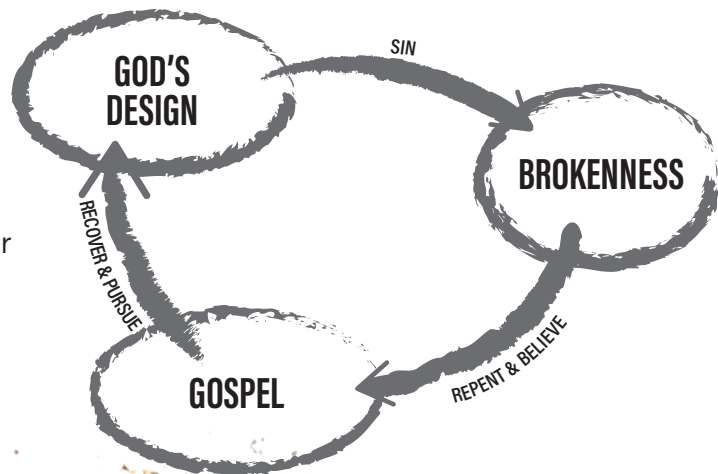 GOD'S
DESIGN
SIN
BROKENNESS
REPENT & BELIEVE
GOSPEL
RECOVER & PURSUE
r